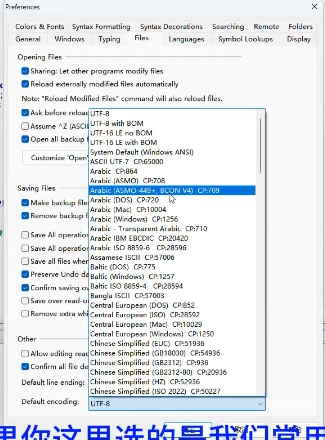 Preferences
Colors & Fonts Syntax Formatting Syntax Decorations Searching Remote Folders
General Windows Typing Files Languages Symbol Lookups Display
Opening Files
Sharing: Let other programs modify files
Reload externally modified files automatically
Note: "Reload Modified Files" command will also reload files.
Ask before relo
Assume ^Z (ASCI
Open all backup f
Customize 'Open'
Saving Files
Make backup file
Remove backup f
Save All operatio
Save All operatio
Save all files when
Preserve Undo de
Confirm saving o
Save over read-o
Remove extra whi
Other
Allow editing read
Confirm all file de
Default line ending:
Default encoding:
UTF-8
UTF-8 with BOM
UTF-16 LE no BOM
UTF-16 LE with BOM
System Default (Windows ANSI)
ASCII UTF-7 CP:65000
Arabic CP:864
Arabic (ASMO) CP:708
Arabic (ASMO-449+, BCON V4) CP:709
Arabic (DOS) CP:720
Arabic (Mac) CP:10004
Arabic (Windows) CP:1256
Arabic - Transparent Arabic CP:710
Arabic IBM EBCDIC CP:20420
Arabic ISO 8859-6 CP:28596
Assamese ISCII CP:57006
Baltic (DOS) CP:775
Baltic (Windows) CP:1257
Baltic ISO 8859-4 CP:28594
Bangla ISCII CP:57003
Central European (DOS) CP:852
Central European (ISO) CP:28592
Central European (Mac) CP:10029
Central European (Windows) CP:1250
Chinese Simplified (EUC) CP:51936
Chinese Simplified (GB18030) CP:54936
Chinese Simplified (GB2312) CP:936
Chinese Simplified (GB2312-80) CP:20936
Chinese Simplified (HZ) CP:52936
Chinese Simplified (ISO 2022) CP:50227
UTF-8
果你这里选的是我们常用